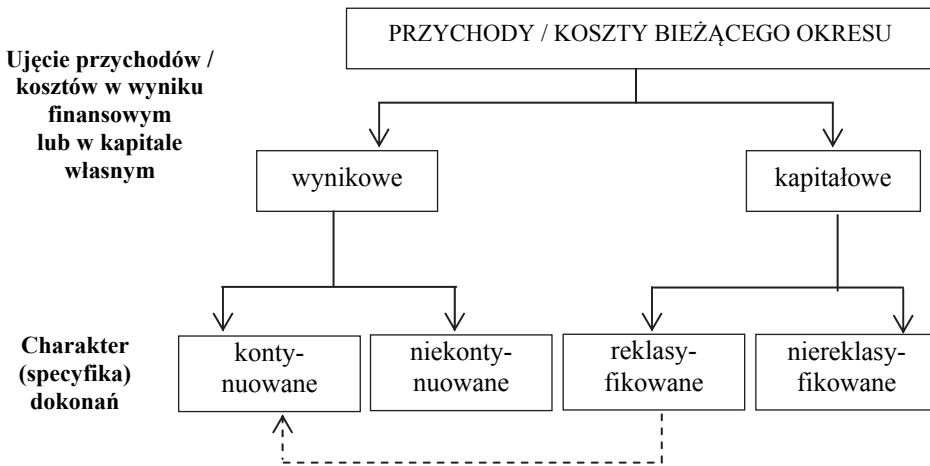 PRZYCHODY / KOSZTY BIEŻĄCEGO OKRESU
Ujęcie przychodów /
kosztów w wyniku
finansowym
lub w kapitale
własnym
wynikowe
kapitałowe
Charakter
(specyfika)
dokonań
konty-
nuowane
niekonty-
nuowane
reklasy-
fikowane
niereklasy-
fikowane